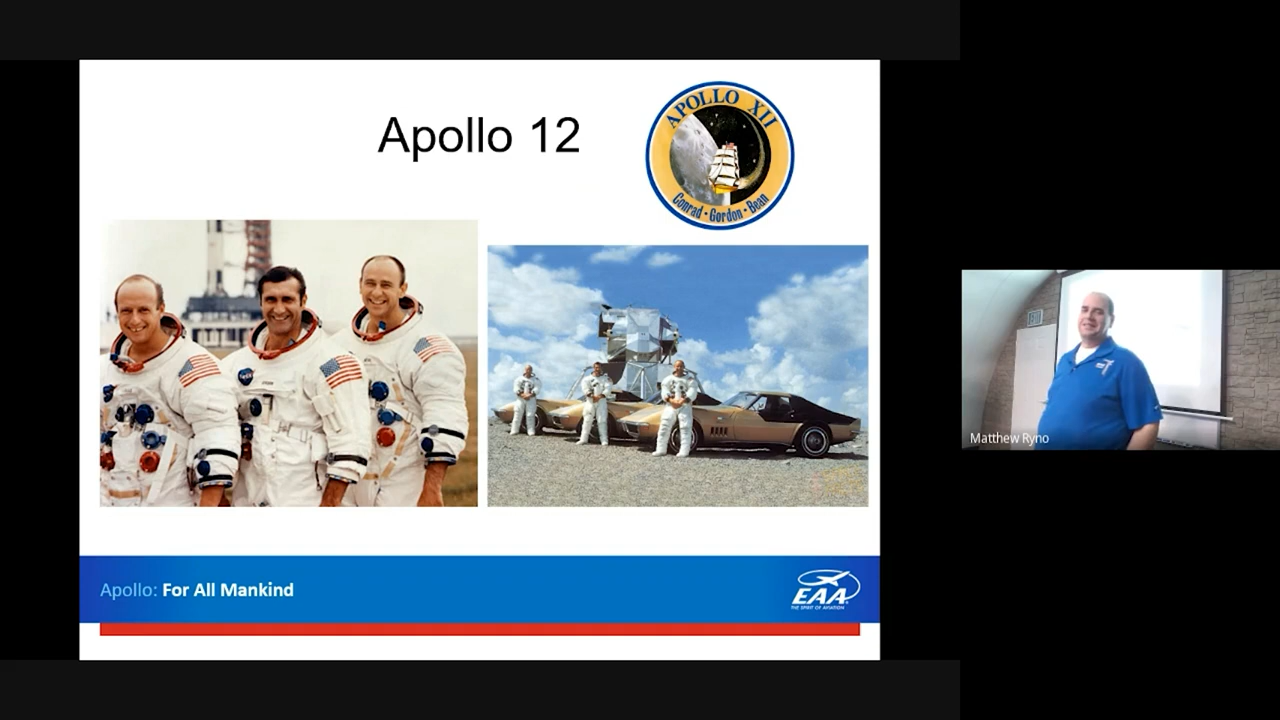 Apollo 12
APOLLO XII
Conrad • Gordon • Bean
Apollo: For All Mankind
EAA
THE SPIRIT OF AVIATION
Matthew Ryno